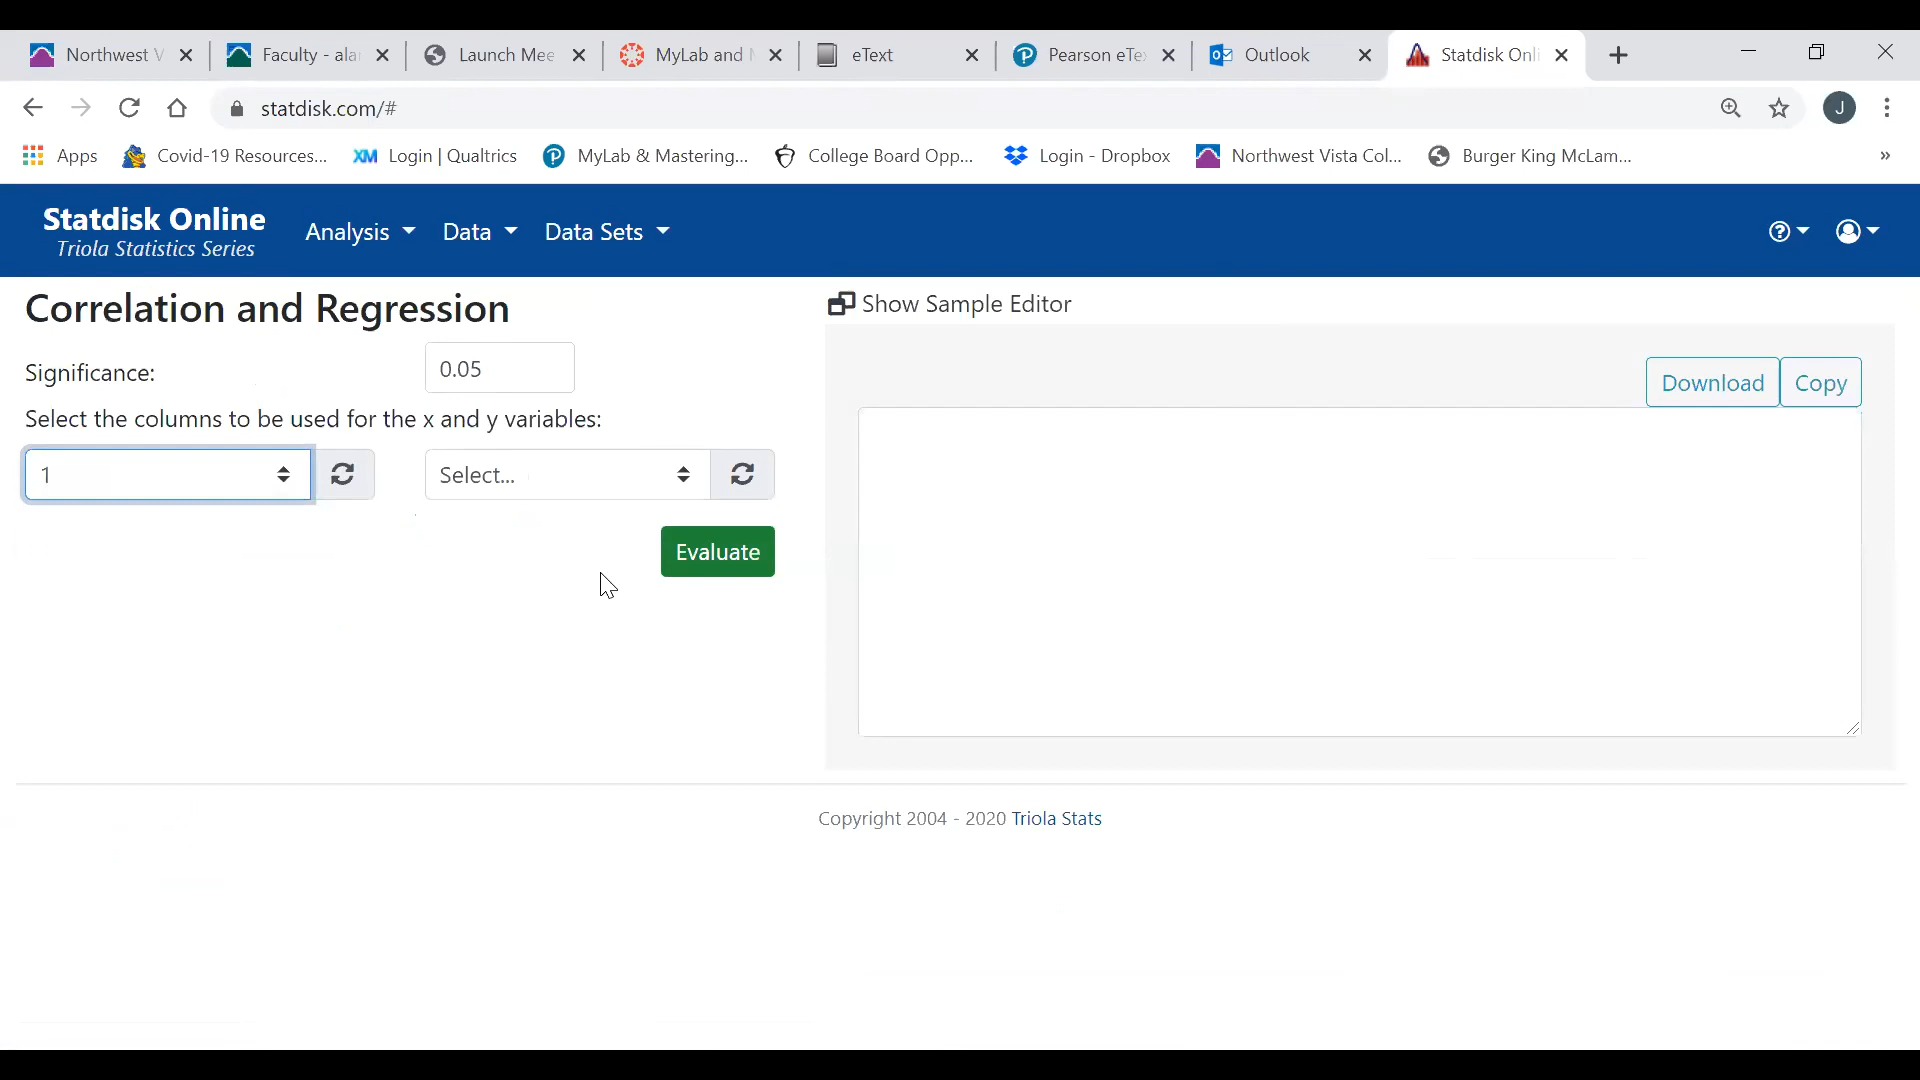 Northwest V
Faculty - ala
Launch Mee
MyLab and M
eText
Pearson eTe
Outlook
Statdisk Onli
statdisk.com/#
J
Apps
Covid-19 Resources...
XM Login | Qualtrics
P MyLab & Mastering...
College Board Opp...
Login - Dropbox
Northwest Vista Col...
Burger King McLam...
»
Statdisk Online
Triola Statistics Series
Analysis
Data
Data Sets
Correlation and Regression
Show Sample Editor
Significance:
0.05
Download
Copy
Select the columns to be used for the x and y variables:
1
Select...
Evaluate
Copyright 2004 - 2020 Triola Stats